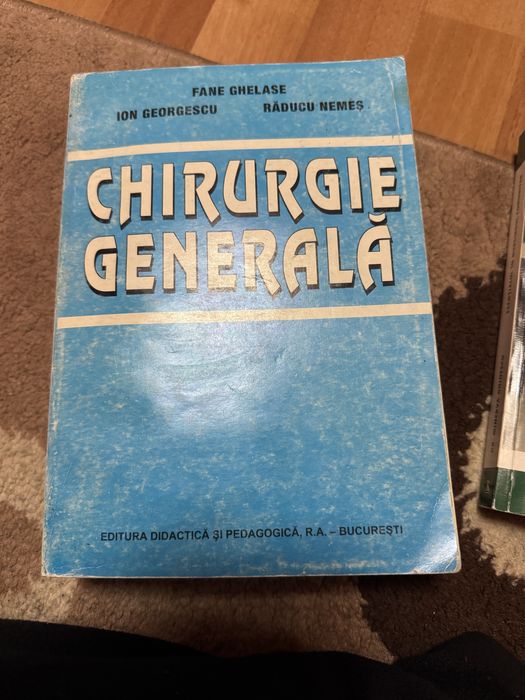 FANE GHELASE
ION GEORGESCU RĂDUCU NEMEȘ
CHIRURGIE
GENERALĂ
EDITURA DIDACTICĂ ȘI PEDAGOGICĂ, R.A. – BUCUREȘTI